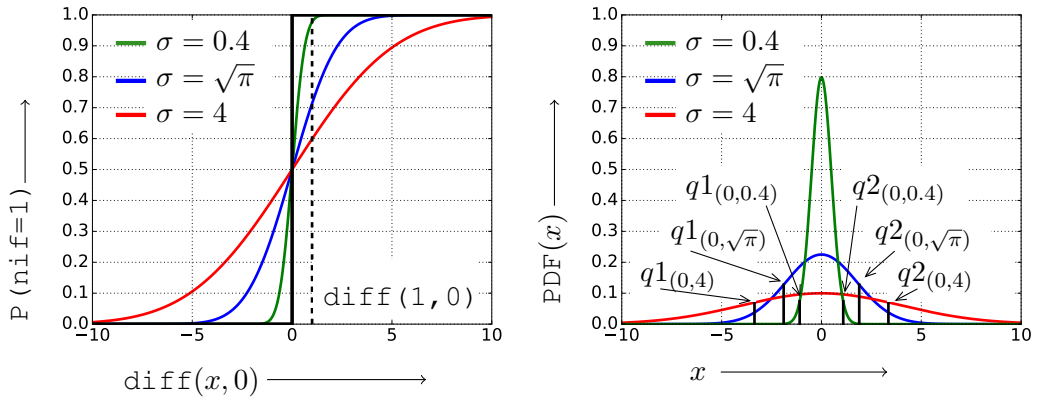 P(nif=1)
1.0
0.9
0.8
0.7
0.6
0.5
0.4
0.3
0.2
0.1
0.0
σ = 0.4
σ = √π
σ = 4
diff(1,0)
−10
−5
0
5
10
diff(x, 0)
PDF(x)
1.0
0.9
0.8
0.7
0.6
0.5
0.4
0.3
0.2
0.1
0.0
σ = 0.4
σ = √π
σ = 4
q1(0,0.4)
q2(0,0.4)
q1(0,√π)
q2(0,√π)
q1(0,4)
q2(0,4)
−10
−5
0
5
10
x